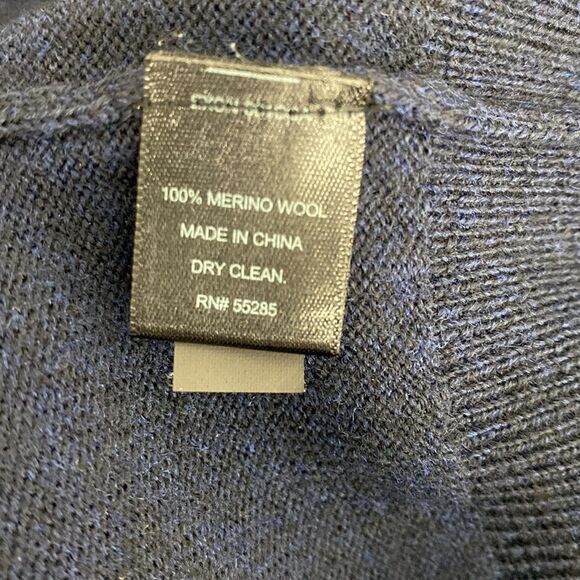 100% MERINO WOOL
MADE IN CHINA
DRY CLEAN.
RN# 55285